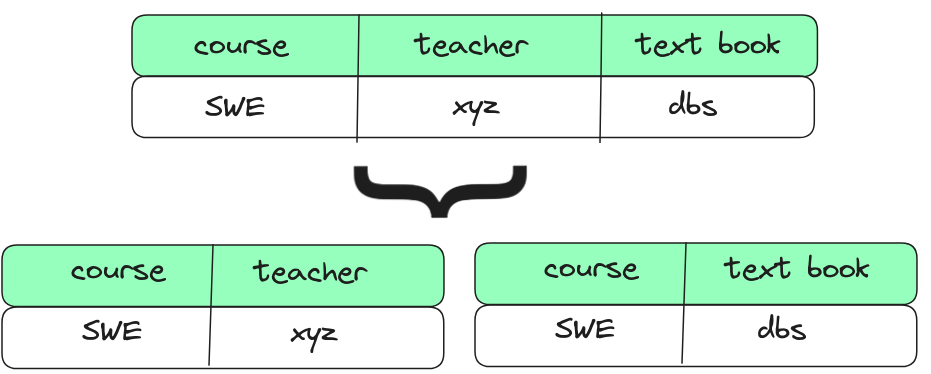 course teacher text book
SWE xyz dbs
course teacher course text book
SWE xyz SWE dbs